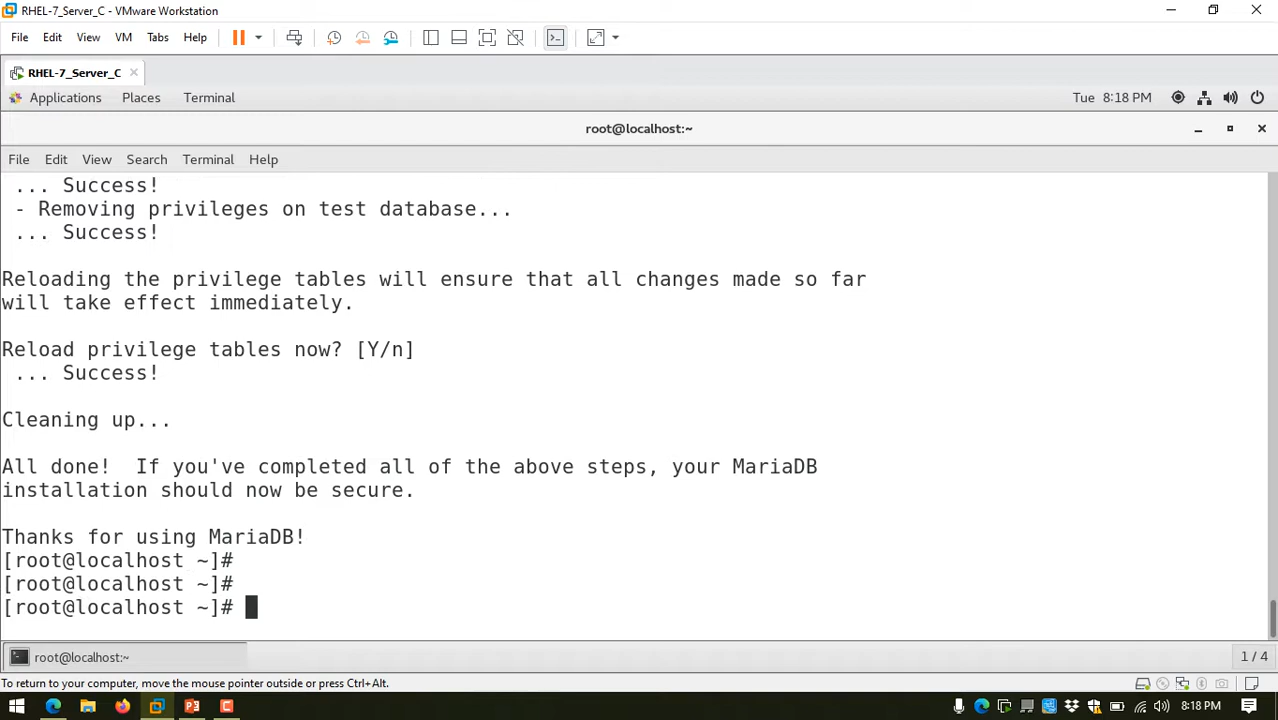 RHEL-7_Server_C - VMware Workstation
File Edit View VM Tabs Help
RHEL-7_Server_C
Applications Places Terminal Tue 8:18 PM
root@localhost:~
File Edit View Search Terminal Help
... Success!
- Removing privileges on test database...
... Success!
Reloading the privilege tables will ensure that all changes made so far
will take effect immediately.
Reload privilege tables now? [Y/n]
... Success!
Cleaning up...
All done! If you've completed all of the above steps, your MariaDB
installation should now be secure.
Thanks for using MariaDB!
[root@localhost ~]#
[root@localhost ~]#
[root@localhost ~]#
root@localhost:~ 1 / 4
To return to your computer, move the mouse pointer outside or press Ctrl+Alt.
8:18 PM